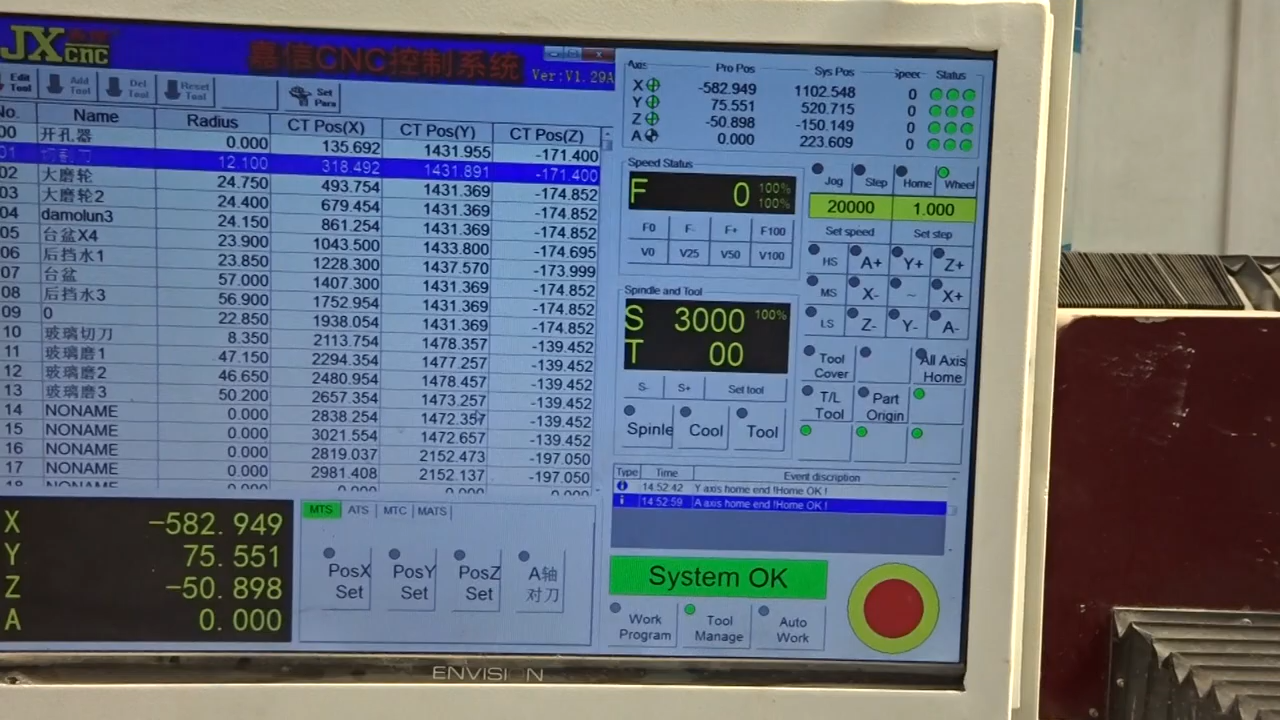 JX CNC
嘉信CNC控制系统
Ver:V1.29A
Edit Tool
Add Tool
Del Tool
Reset Tool
Set Para
No. Name Radius CT Pos(X) CT Pos(Y) CT Pos(Z)
00 开孔器 0.000 135.692 1431.955 -171.400
01 切割刀 12.100 318.492 1431.891 -171.400
02 大磨轮 24.750 493.754 1431.369 -174.852
03 大磨轮2 24.400 679.454 1431.369 -174.852
04 damolun3 24.150 861.254 1431.369 -174.852
05 台盆X4 23.900 1043.500 1433.800 -174.695
06 后挡水1 23.850 1228.300 1437.570 -173.999
07 台盆 57.000 1407.300 1431.369 -174.852
08 后挡水3 56.900 1752.954 1431.369 -174.852
09 0 22.850 1938.054 1431.369 -174.852
10 玻璃切刀 8.350 2113.754 1478.357 -139.452
11 玻璃磨1 47.150 2294.354 1477.257 -139.452
12 玻璃磨2 46.650 2480.954 1478.457 -139.452
13 玻璃磨3 50.200 2657.354 1473.257 -139.452
14 NONAME 0.000 2838.254 1472.357 -139.452
15 NONAME 0.000 3021.554 1472.657 -139.452
16 NONAME 0.000 2819.037 2152.473 -197.050
17 NONAME 0.000 2981.408 2152.137 -197.050
18 NONAME 0.000 0.000 0.000 0.000
X -582.949
Y 75.551
Z -50.898
A 0.000
MTS ATS MTC MATS
PosX Set
PosY Set
PosZ Set
A轴 对刀
Axis Pro Pos Sys Pos Speer Status
X -582.949 1102.548 0
Y 75.551 520.715 0
Z -50.898 -150.149 0
A 0.000 223.609 0
Speed Status
F 0 100%
100%
F0 F- F+ F100
V0 V25 V50 V100
Jog Step Home Wheel
20000 1.000
Set speed Set step
HS A+ Y+ Z+
MS X- ~ X+
LS Z- Y- A-
Spindle and Tool
S 3000 100%
T 00
S- S+ Set tool
Spinle Cool Tool
Tool Cover
All Axis Home
T/L Tool
Part Origin
Type Time Event discription
14:52:42 Y axis home end !Home OK !
14:52:59 A axis home end !Home OK !
System OK
Work Program
Tool Manage
Auto Work
ENVISION